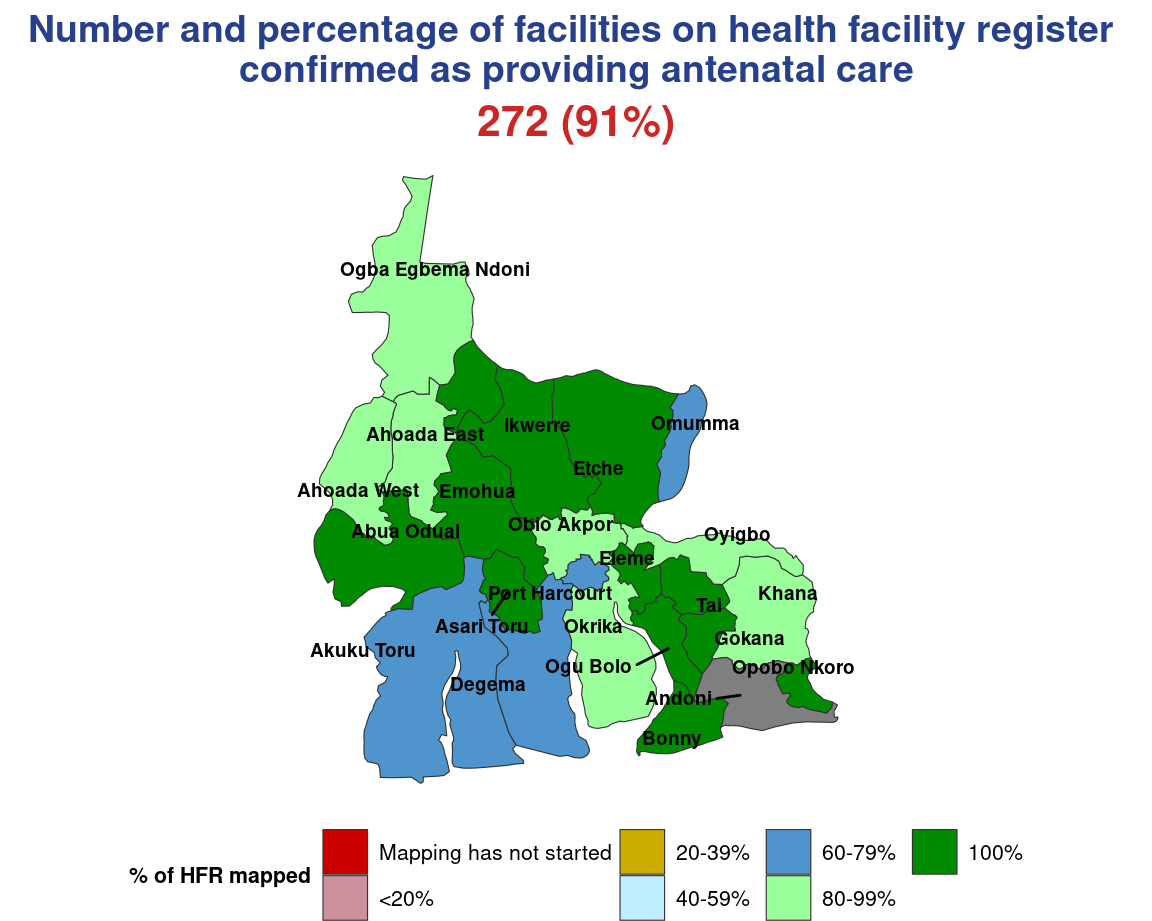 Number and percentage of facilities on health facility register
confirmed as providing antenatal care
272 (91%)
Ogba Egbema Ndoni
Omumma
Ikwerre
Ahoada East
Etche
Ahoada West
Emohua
Obio Akpor
Abua Odual
Oyigbo
Eleme
Port Harcourt
Khana
Tai
Asari Toru
Okrika
Gokana
Akuku Toru
Ogu Bolo
Opobo Nkoro
Degema
Andoni
Bonny
% of HFR mapped
Mapping has not started
<20%
20-39%
40-59%
60-79%
80-99%
100%